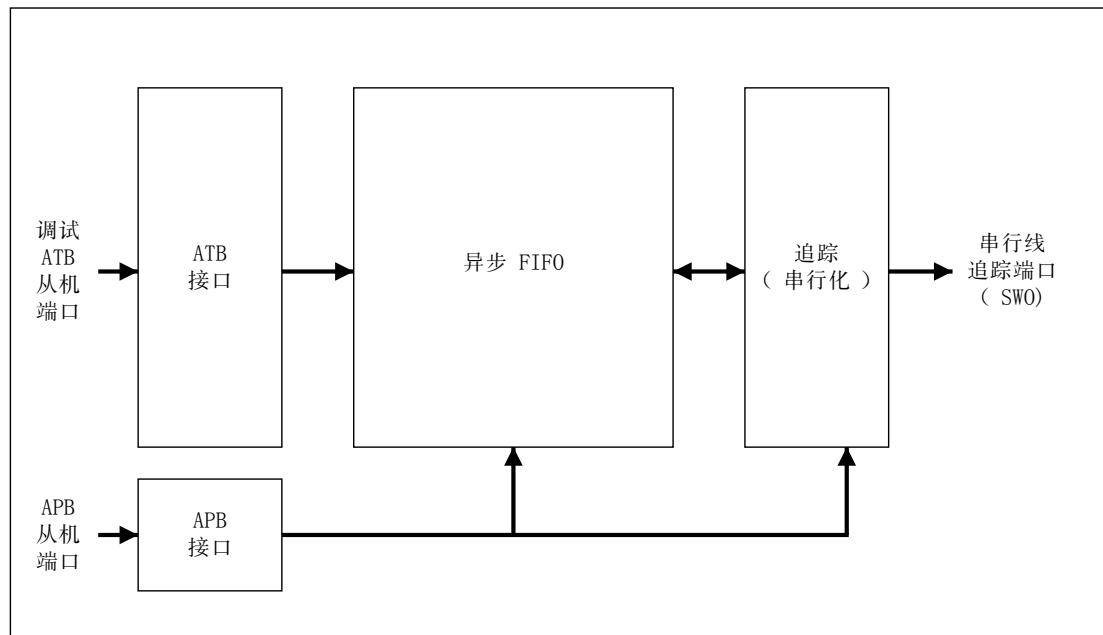 调试
ATB
从机
端口
ATB
接口
异步 FIFO
追踪
( 串行化 )
串行线
追踪端口
( SWO)
APB
从机
端口
APB
接口